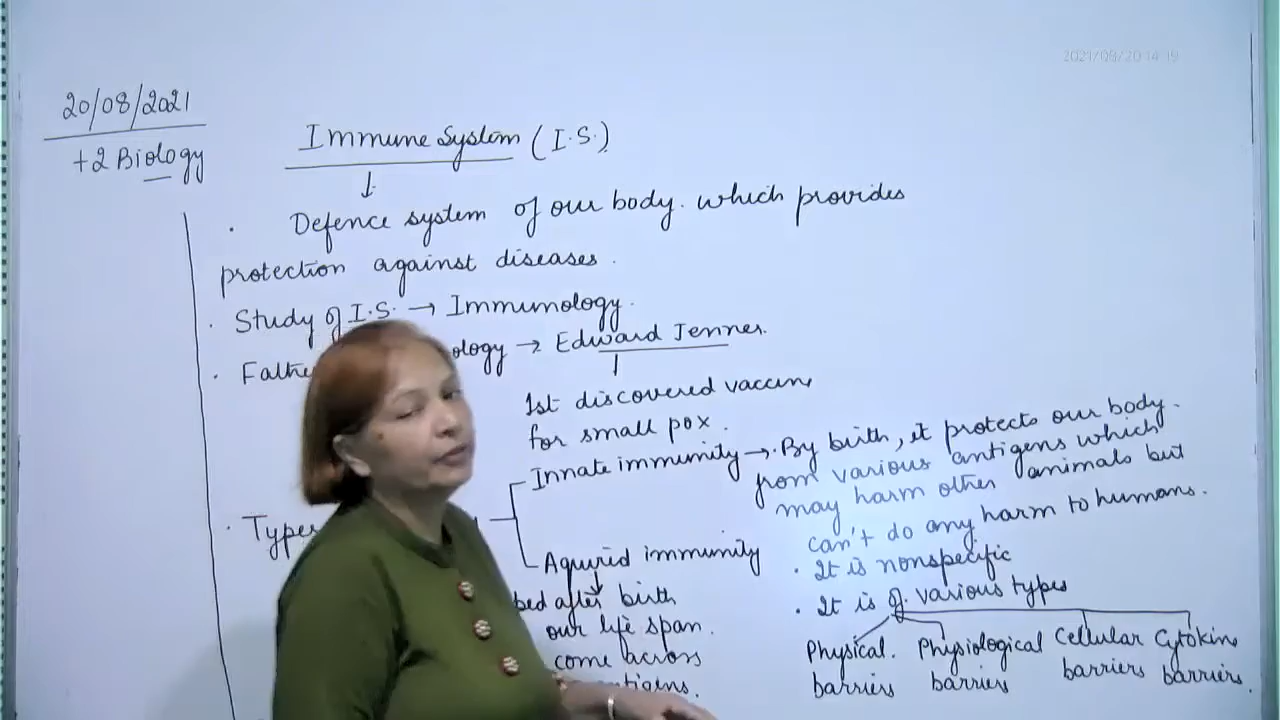 2021/08/20 14:19
20/08/2021
+2 Biology
Immune System (I.S.)
Defence system of our body. which provides
protection against diseases.
Study of I.S. → Immunology.
Fathe ology → Edward Jenner.
1st discovered vaccine
for small pox.
Types
Innate immunity → By birth, it protects our body.
from various antigens which
may harm other animals but
can't do any harm to humans.
It is nonspecific
It is of various types
Physical. Physiological Cellular Cytokine
barriers barriers barriers barriers.
Aquired immunity
bed after birth
our life span.
come across
tigens.